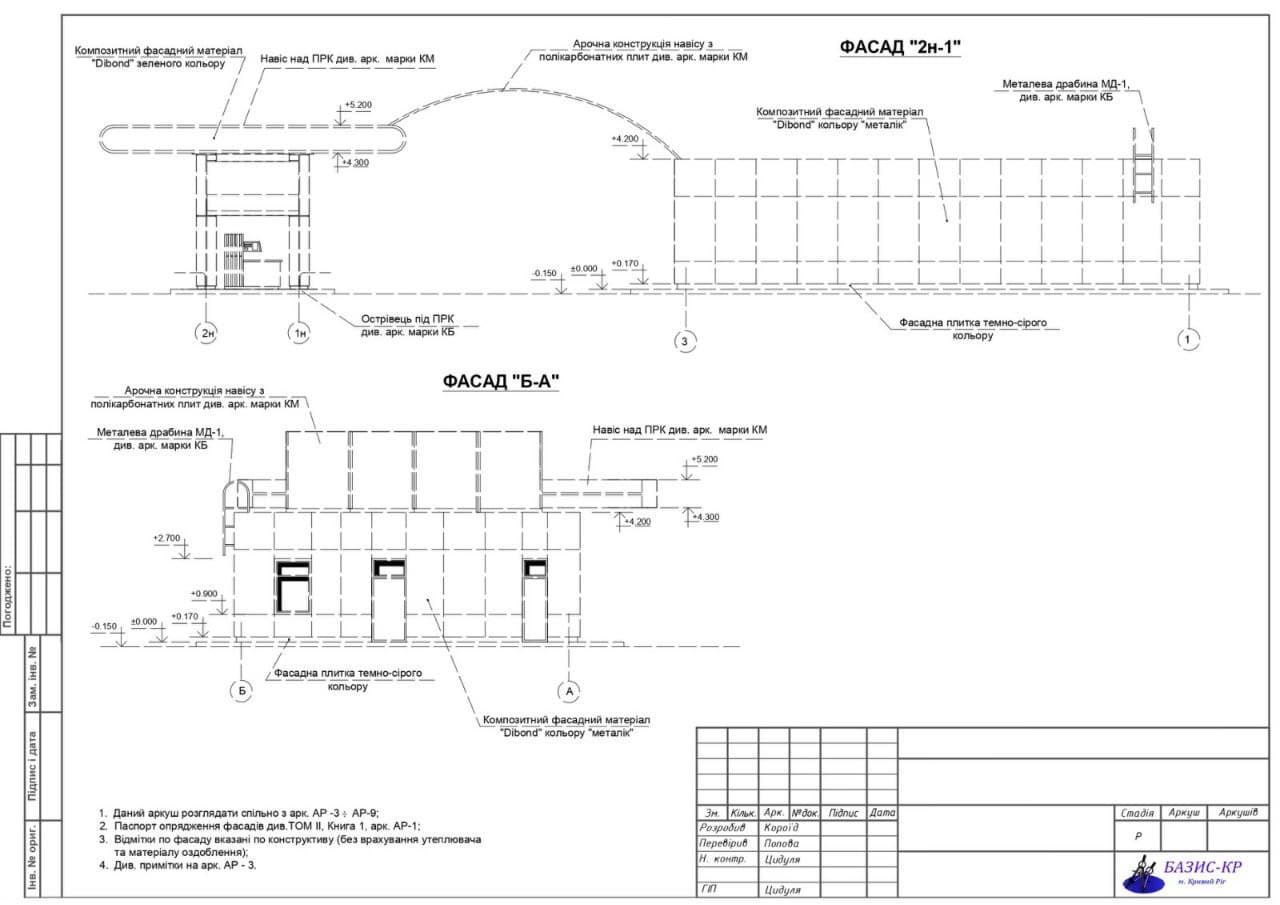 ФАСАД "2н-1"
Композитний фасадний матеріал
"Dibond" зеленого кольору
Навіс над ПРК див. арк. марки КМ
Арочна конструкція навісу з
полікарбонатних плит див. арк. марки КМ
Металева драбина МД-1,
див. арк. марки КБ
Композитний фасадний матеріал
"Dibond" кольору "металік"
+5.200
+4.300
+4.200
-0.150
±0.000
+0.170
Острівець під ПРК
див. арк. марки КБ
Фасадна плитка темно-сірого
кольору
2н
1н
3
1
ФАСАД "Б-А"
Арочна конструкція навісу з
полікарбонатних плит див. арк. марки КМ
Металева драбина МД-1,
див. арк. марки КБ
Навіс над ПРК див. арк. марки КМ
+5.200
+4.200
+4.300
+2.700
+0.900
-0.150
±0.000
+0.170
Б
А
Фасадна плитка темно-сірого
кольору
Композитний фасадний матеріал
"Dibond" кольору "металік"
1. Даний аркуш розглядати спільно з арк. АР -3 ÷ АР-9;
2. Паспорт опрядження фасадів див.ТОМ ІІ, Книга 1, арк. АР-1;
3. Відмітки по фасаду вказані по конструктиву (без врахування утеплювача
та матеріалу оздоблення);
4. Див. примітки на арк. АР - 3.
Погоджено:
Зам. інв. №
Підпис і дата
Інв. № ориг.
Зм. Кільк. Арк. №док. Підпис Дата
Розробив Короїд
Перевірив Попова
Н. контр. Цидуля
ГІП Цидуля
Стадія Аркуш Аркушів
Р
БАЗИС-КР
м. Кривий Ріг